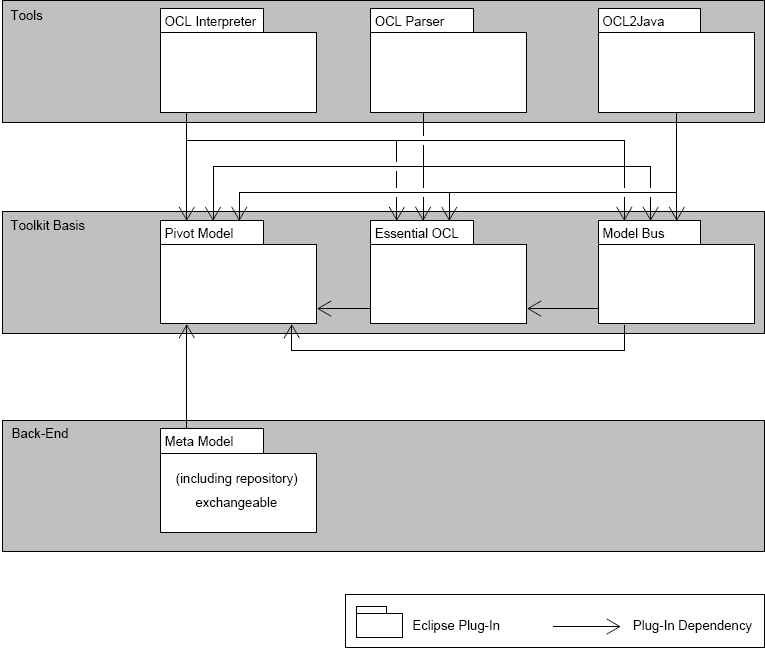 Tools
OCL Interpreter
OCL Parser
OCL2Java
Toolkit Basis
Pivot Model
Essential OCL
Model Bus
Back-End
Meta Model
(including repository)
exchangeable
Eclipse Plug-In
Plug-In Dependency